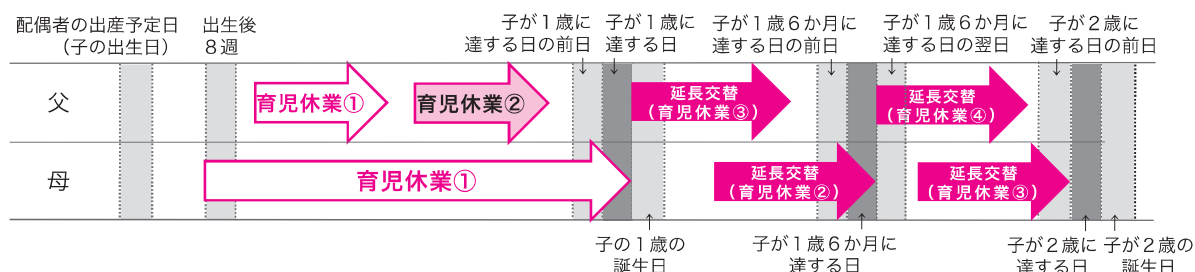 配偶者の出産予定日
（子の出生日）
出生後
８週
子が１歳に
達する日の前日
子が１歳に
達する日
子が１歳６か月に
達する日の前日
子が１歳６か月に
達する日の翌日
子が２歳に
達する日の前日
父
育児休業①
育児休業②
延長交替
（育児休業③）
延長交替
（育児休業④）
母
育児休業①
延長交替
（育児休業②）
延長交替
（育児休業③）
子の１歳の
誕生日
子が１歳６か月に
達する日
子が２歳に
達する日
子が２歳の
誕生日